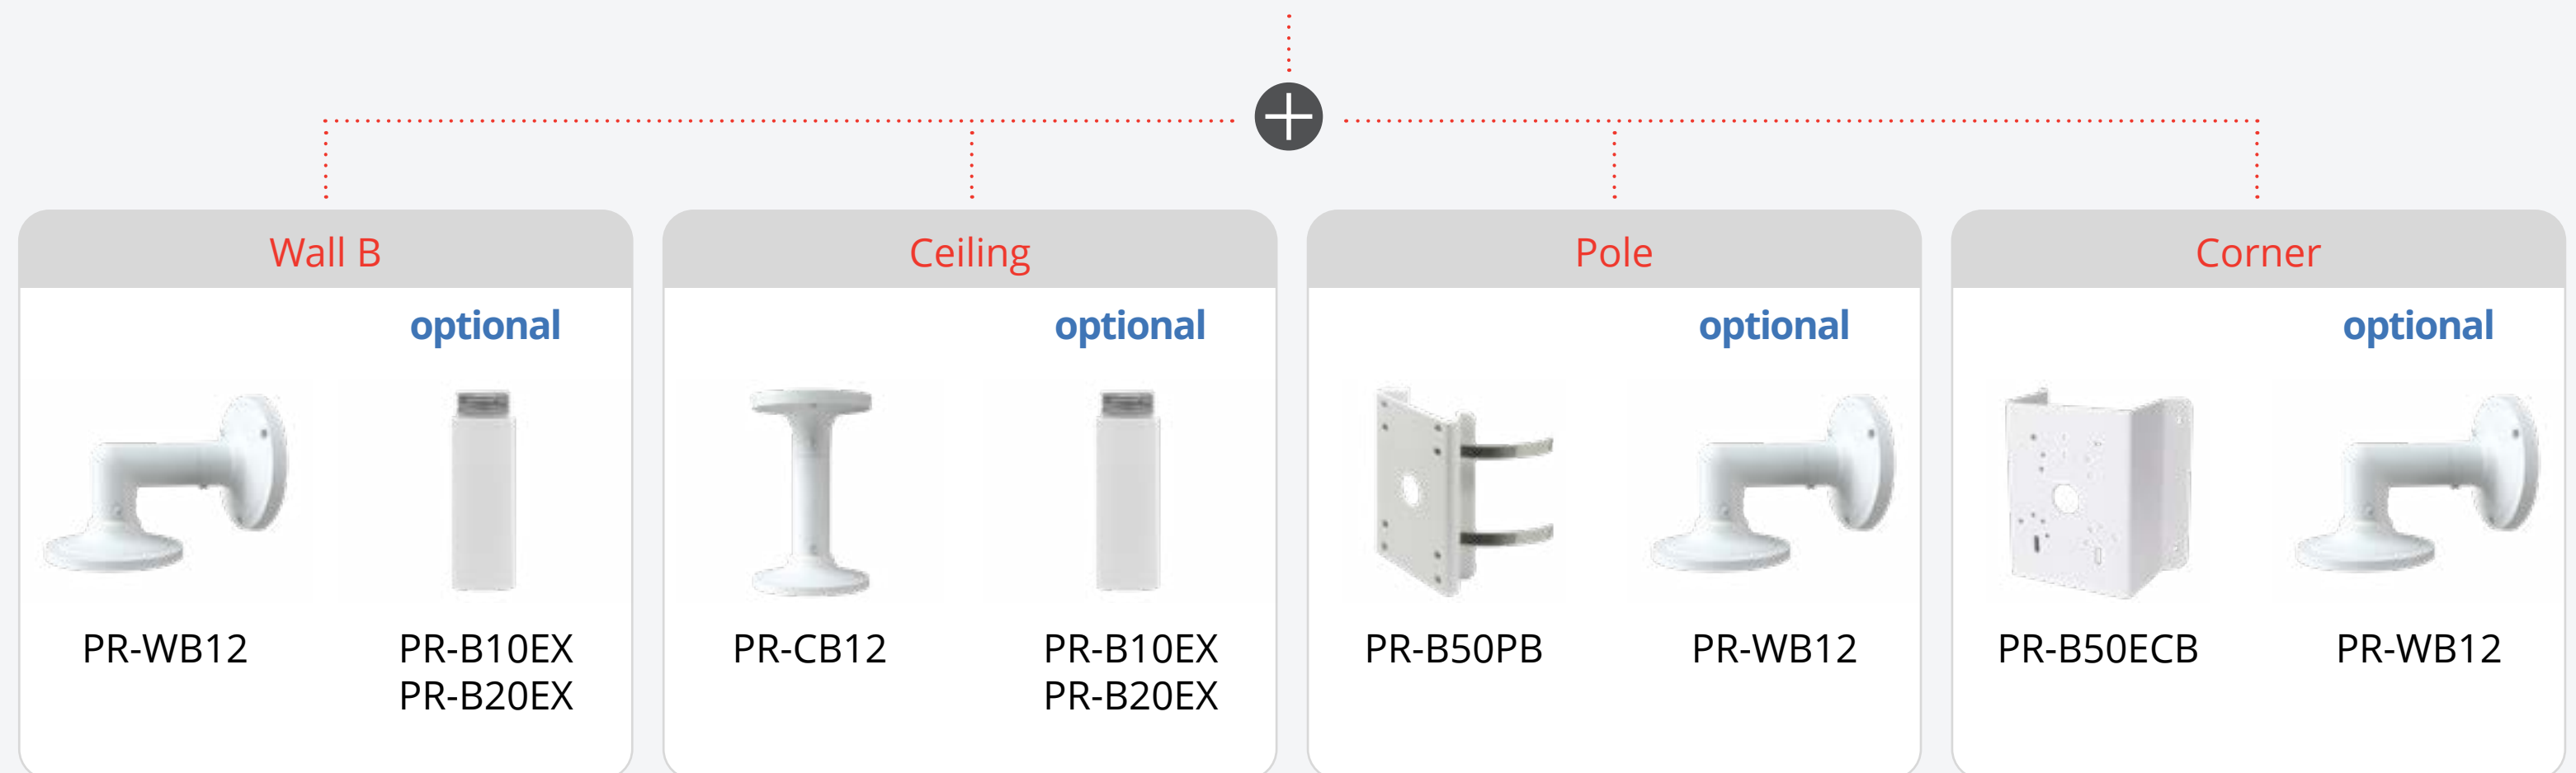 Wall B
optional
PR-WB12
PR-B10EX
PR-B20EX
Ceiling
optional
PR-CB12
PR-B10EX
PR-B20EX
Pole
optional
PR-B50PB
PR-WB12
Corner
optional
PR-B50ECB
PR-WB12